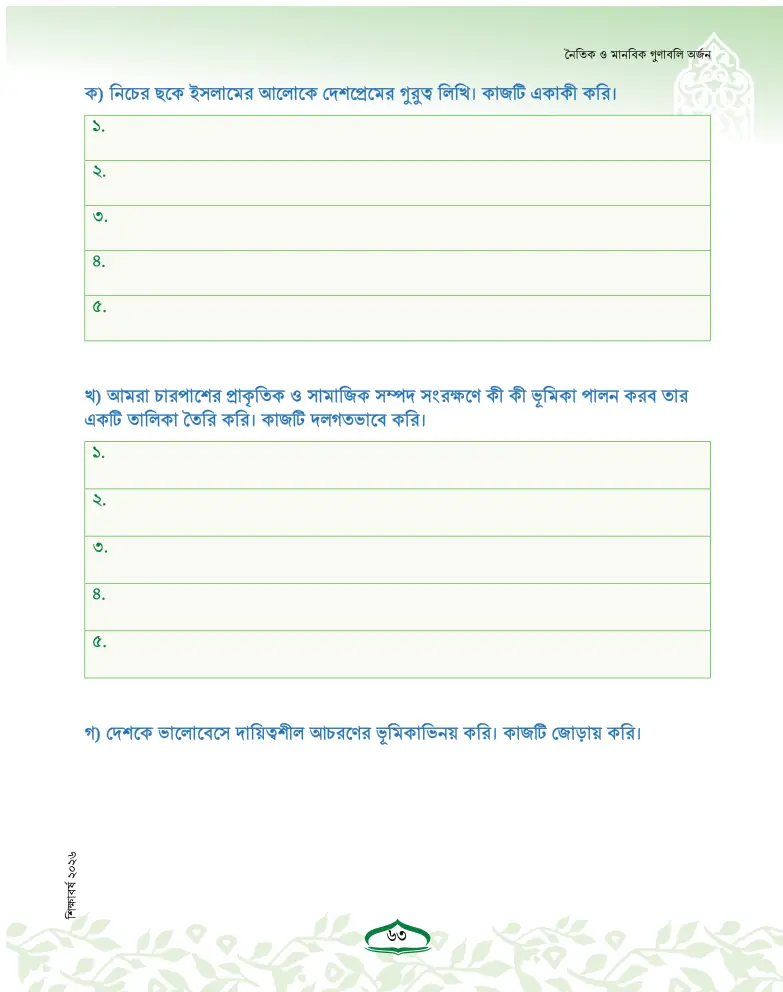 নৈতিক ও মানবিক গুণাবলি অর্জন
ক) নিচের ছকে ইসলামের আলোকে দেশপ্রেমের গুরুত্ব লিখি। কাজটি একাকী করি।
১.
২.
৩.
৪.
৫.
খ) আমরা চারপাশের প্রাকৃতিক ও সামাজিক সম্পদ সংরক্ষণে কী কী ভূমিকা পালন করব তার
একটি তালিকা তৈরি করি। কাজটি দলগতভাবে করি।
১.
২.
৩.
৪.
৫.
গ) দেশকে ভালোবেসে দায়িত্বশীল আচরণের ভূমিকাভিনয় করি। কাজটি জোড়ায় করি।
শিক্ষাবর্ষ ২০২৬
৬৩